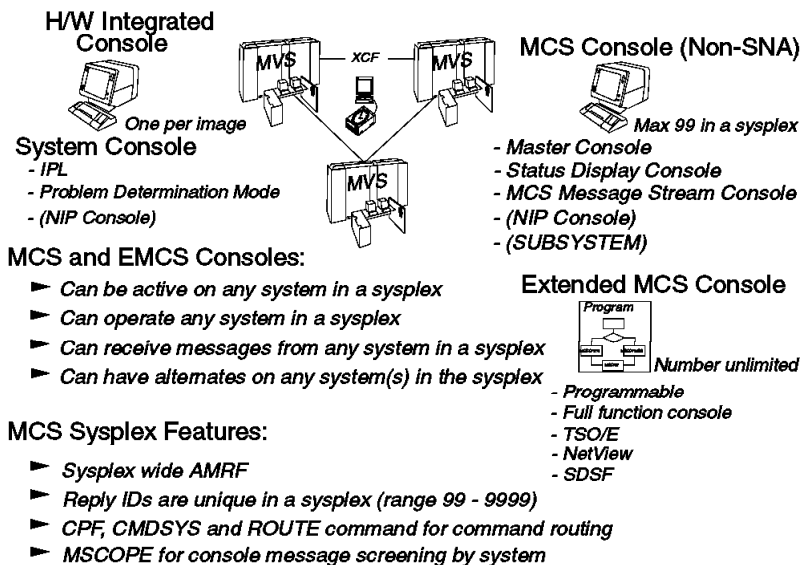 H/W Integrated
Console
One per image
System Console
- IPL
- Problem Determination Mode
- (NIP Console)
MVS
XCF
MVS
MVS
MCS Console (Non-SNA)
Max 99 in a sysplex
- Master Console
- Status Display Console
- MCS Message Stream Console
- (NIP Console)
- (SUBSYSTEM)
MCS and EMCS Consoles:
► Can be active on any system in a sysplex
► Can operate any system in a sysplex
► Can receive messages from any system in a sysplex
► Can have alternates on any system(s) in the sysplex
Extended MCS Console
Program
Number unlimited
- Programmable
- Full function console
- TSO/E
- NetView
- SDSF
MCS Sysplex Features:
► Sysplex wide AMRF
► Reply IDs are unique in a sysplex (range 99 - 9999)
► CPF, CMDSYS and ROUTE command for command routing
► MSCOPE for console message screening by system